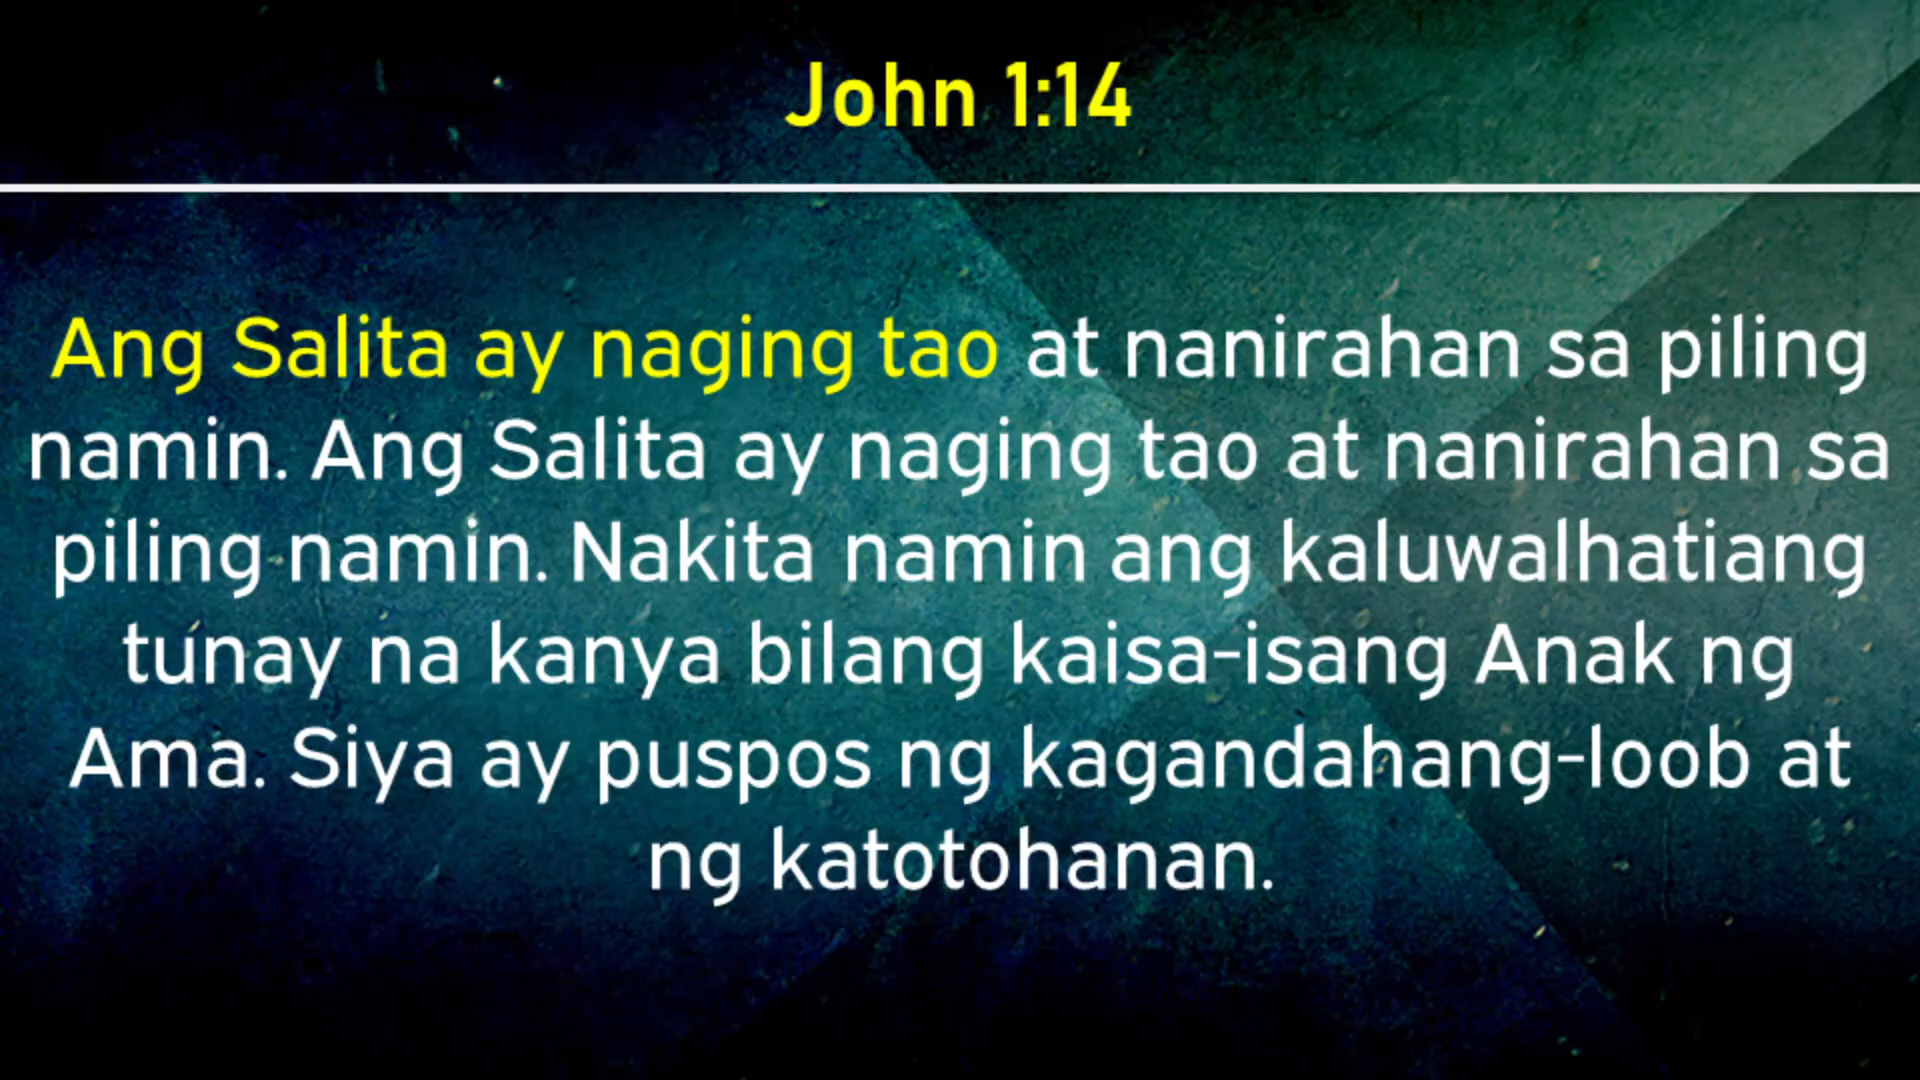 John 1:14
Ang Salita ay naging tao at nanirahan sa piling
namin. Ang Salita ay naging tao at nanirahan sa
piling namin. Nakita namin ang kaluwalhatiang
tunay na kanya bilang kaisa-isang Anak ng
Ama. Siya ay puspos ng kagandahang-loob at
ng katotohanan.